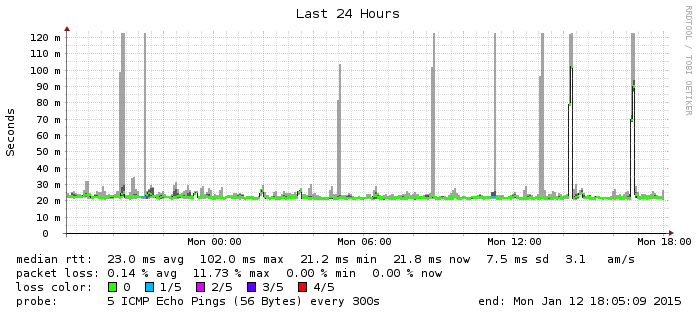 Last 24 Hours
RRDTOOL / TOBI OETIKER
Seconds
120 m
110 m
100 m
90 m
80 m
70 m
60 m
50 m
40 m
30 m
20 m
10 m
0
Mon 00:00 Mon 06:00 Mon 12:00 Mon 18:00
median rtt: 23.0 ms avg 102.0 ms max 21.2 ms min 21.8 ms now 7.5 ms sd 3.1 am/s
packet loss: 0.14 % avg 11.73 % max 0.00 % min 0.00 % now
loss color: 0 1/5 2/5 3/5 4/5
probe: 5 ICMP Echo Pings (56 Bytes) every 300s end: Mon Jan 12 18:05:09 2015